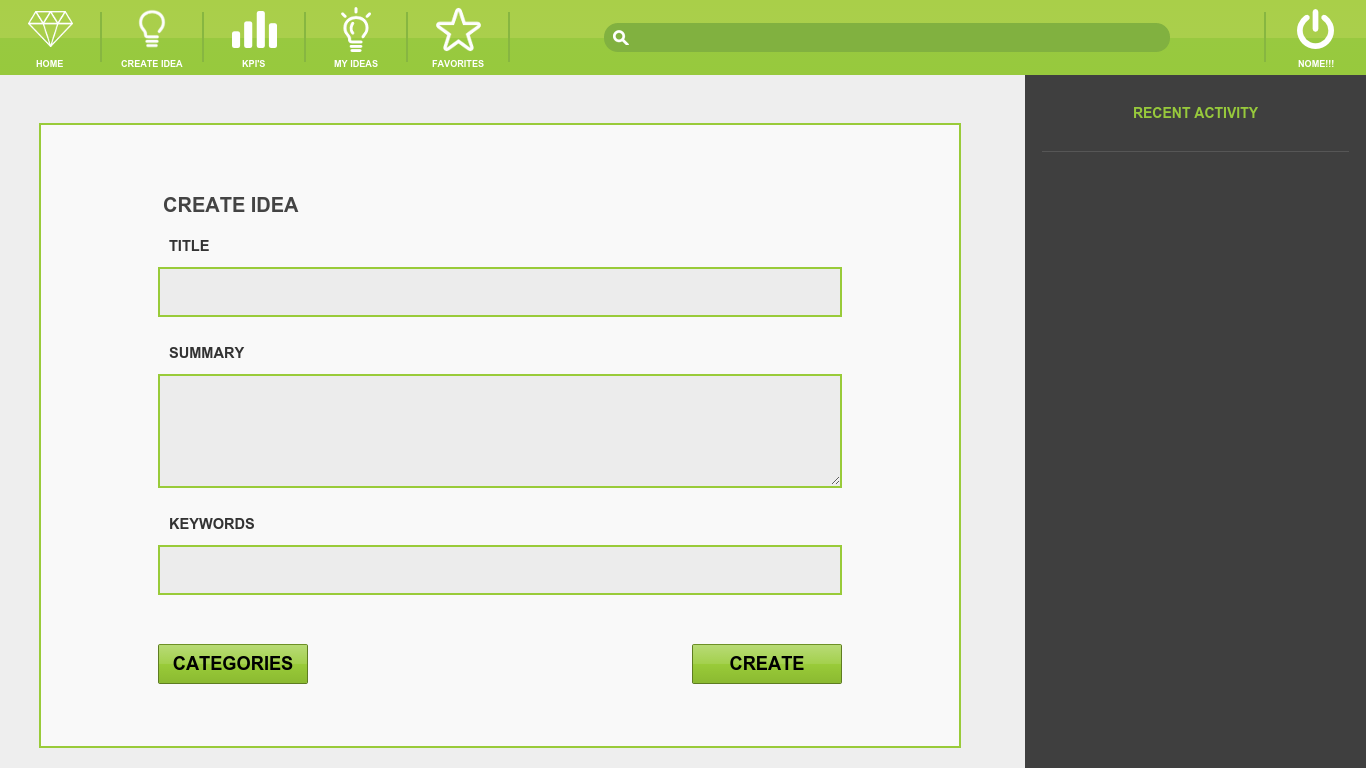 HOME
CREATE IDEA
KPI'S
MY IDEAS
FAVORITES
NOME!!!
RECENT ACTIVITY
CREATE IDEA
TITLE
SUMMARY
KEYWORDS
CATEGORIES
CREATE